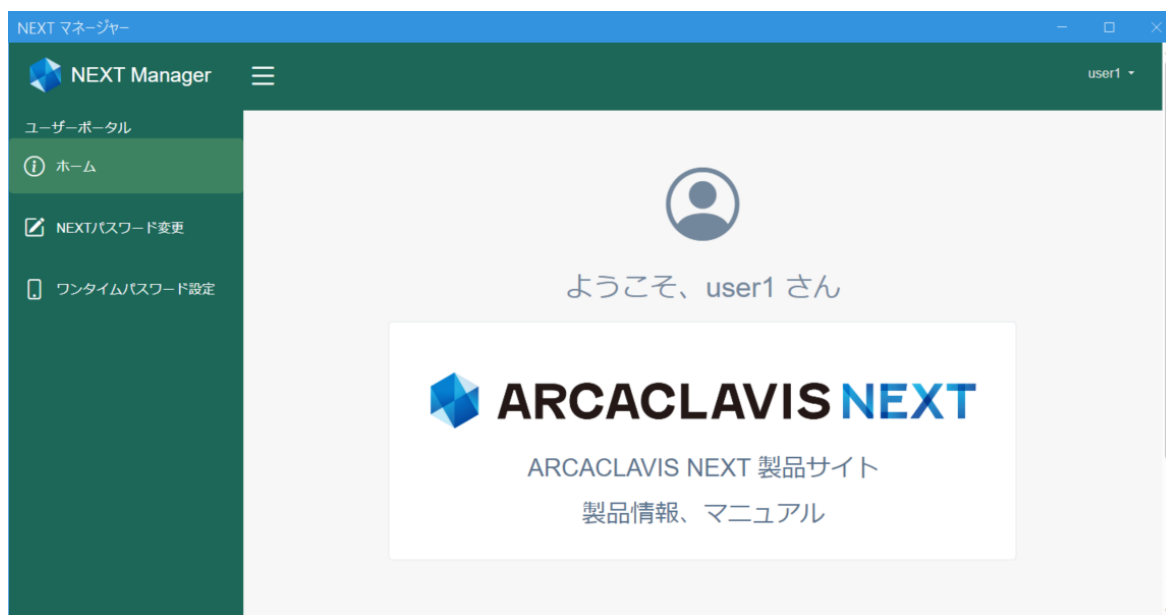 NEXT マネージャー
NEXT Manager
user1
ユーザーポータル
ホーム
NEXTパスワード変更
ワンタイムパスワード設定
ようこそ、user1 さん
ARCACLAVIS NEXT
ARCACLAVIS NEXT 製品サイト
製品情報、マニュアル